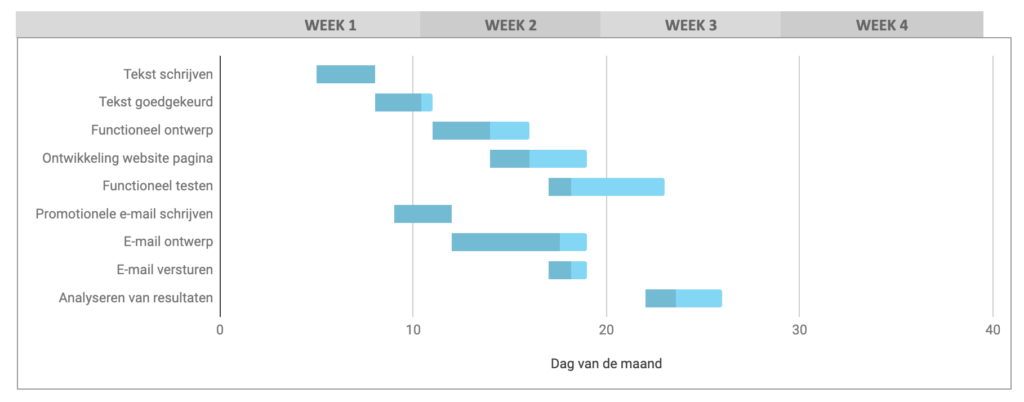 WEEK 1 WEEK 2 WEEK 3 WEEK 4
Tekst schrijven
Tekst goedgekeurd
Functioneel ontwerp
Ontwikkeling website pagina
Functioneel testen
Promotionele e-mail schrijven
E-mail ontwerp
E-mail versturen
Analyseren van resultaten
0 10 20 30 40
Dag van de maand